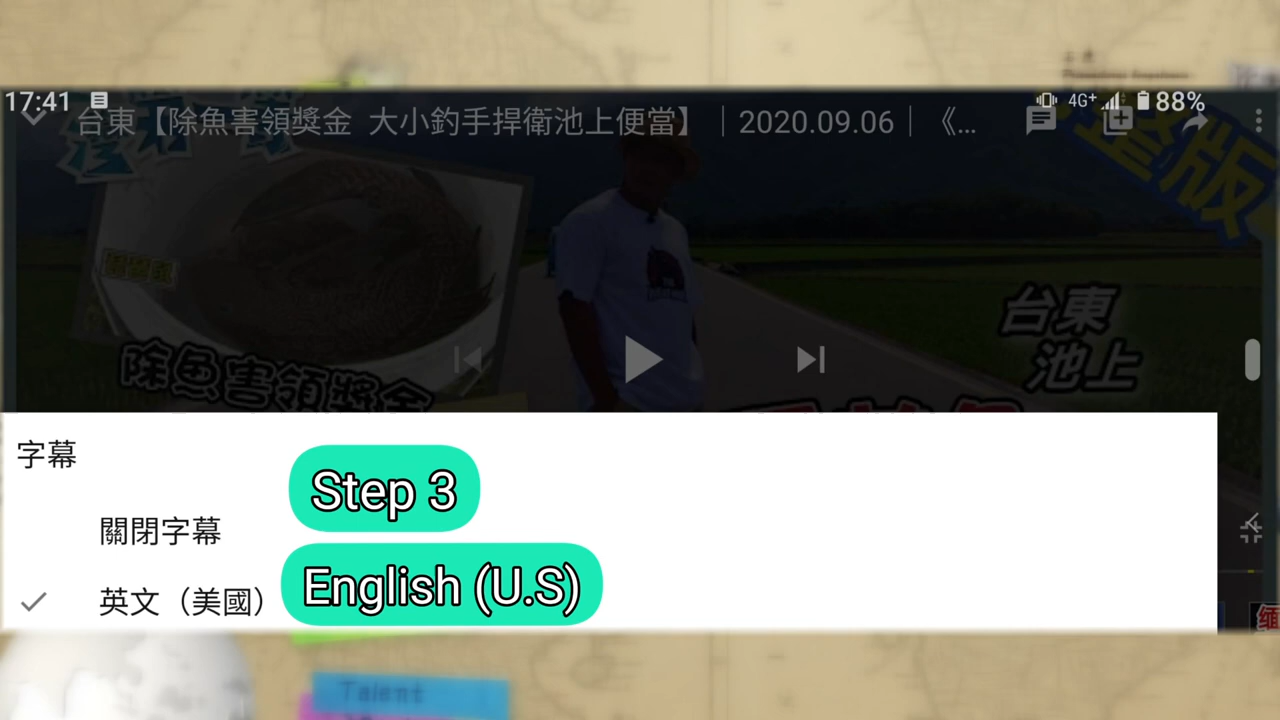 17:41
4G+
88%
台東【除魚害領獎金 大小釣手捍衛池上便當】｜2020.09.06｜《...
整版
台東
池上
除魚害領獎金
字幕
Step 3
關閉字幕
英文（美國）
English (U.S)
Talent